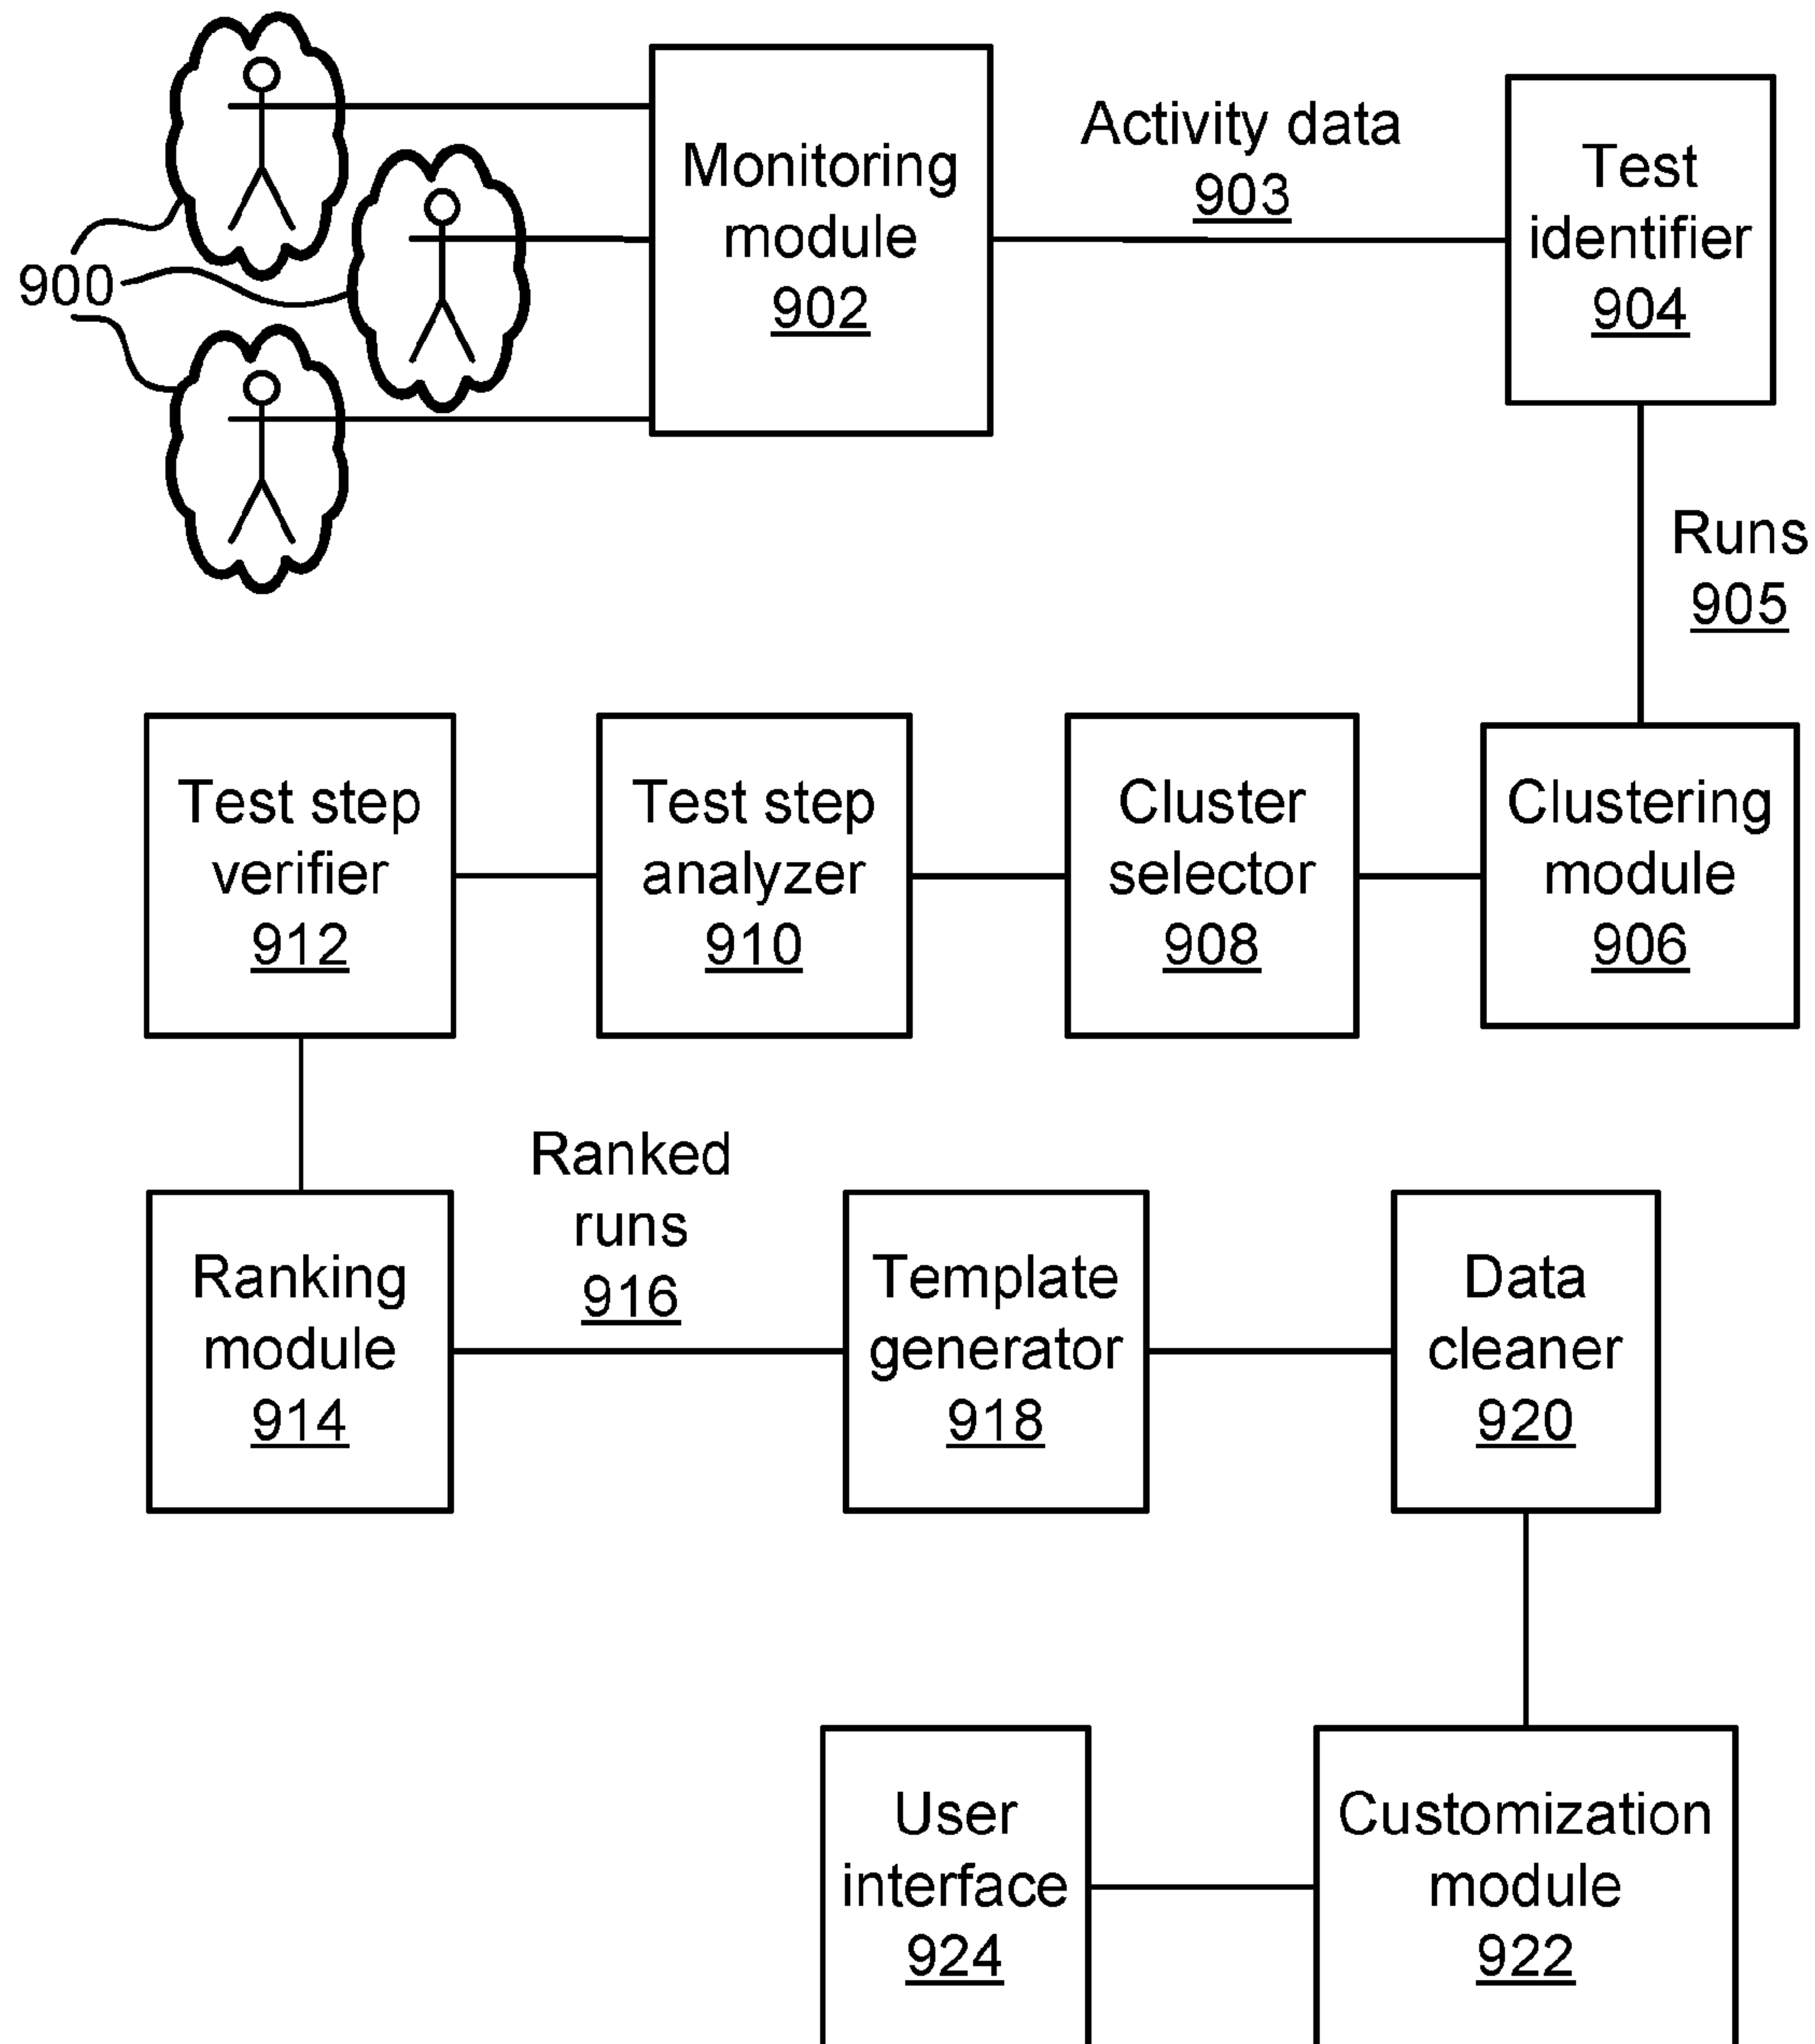 900
Monitoring
module
902
Activity data
903
Test
identifier
904
Runs
905
Test step
verifier
912
Test step
analyzer
910
Cluster
selector
908
Clustering
module
906
Ranking
module
914
Ranked
runs
916
Template
generator
918
Data
cleaner
920
User
interface
924
Customization
module
922